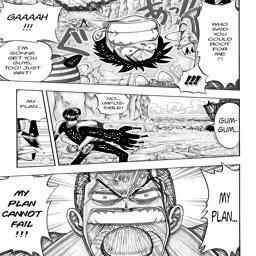 WHO
SAID YOU
COULD
ROOT FOR
ME
?!
GAAAAH
!!!
I'M
GONNA
GET YOU
GUYS,
TOO! JUST
WAIT!
GUM-
GUM...
NO...
IMPOS-
SIBLE...
MY
PLAN...
MY
PLAN...
MY
PLAN
CANNOT
FAIL
!!!